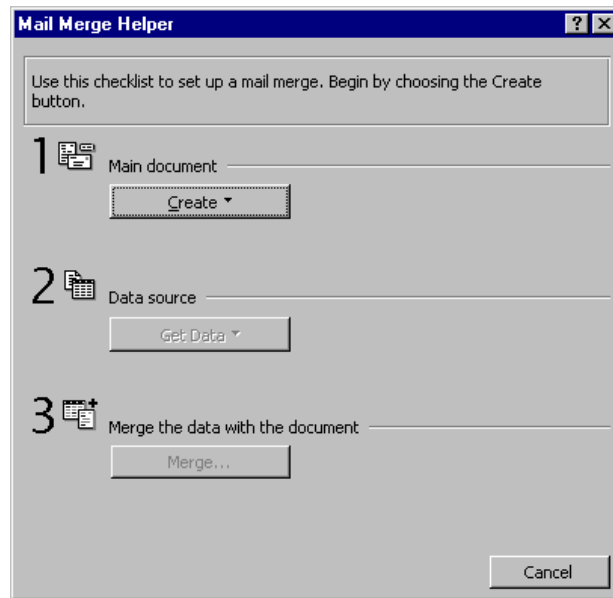 Mail Merge Helper
Use this checklist to set up a mail merge. Begin by choosing the Create
button.
1
Main document
Create
2
Data source
Get Data
3
Merge the data with the document
Merge...
Cancel